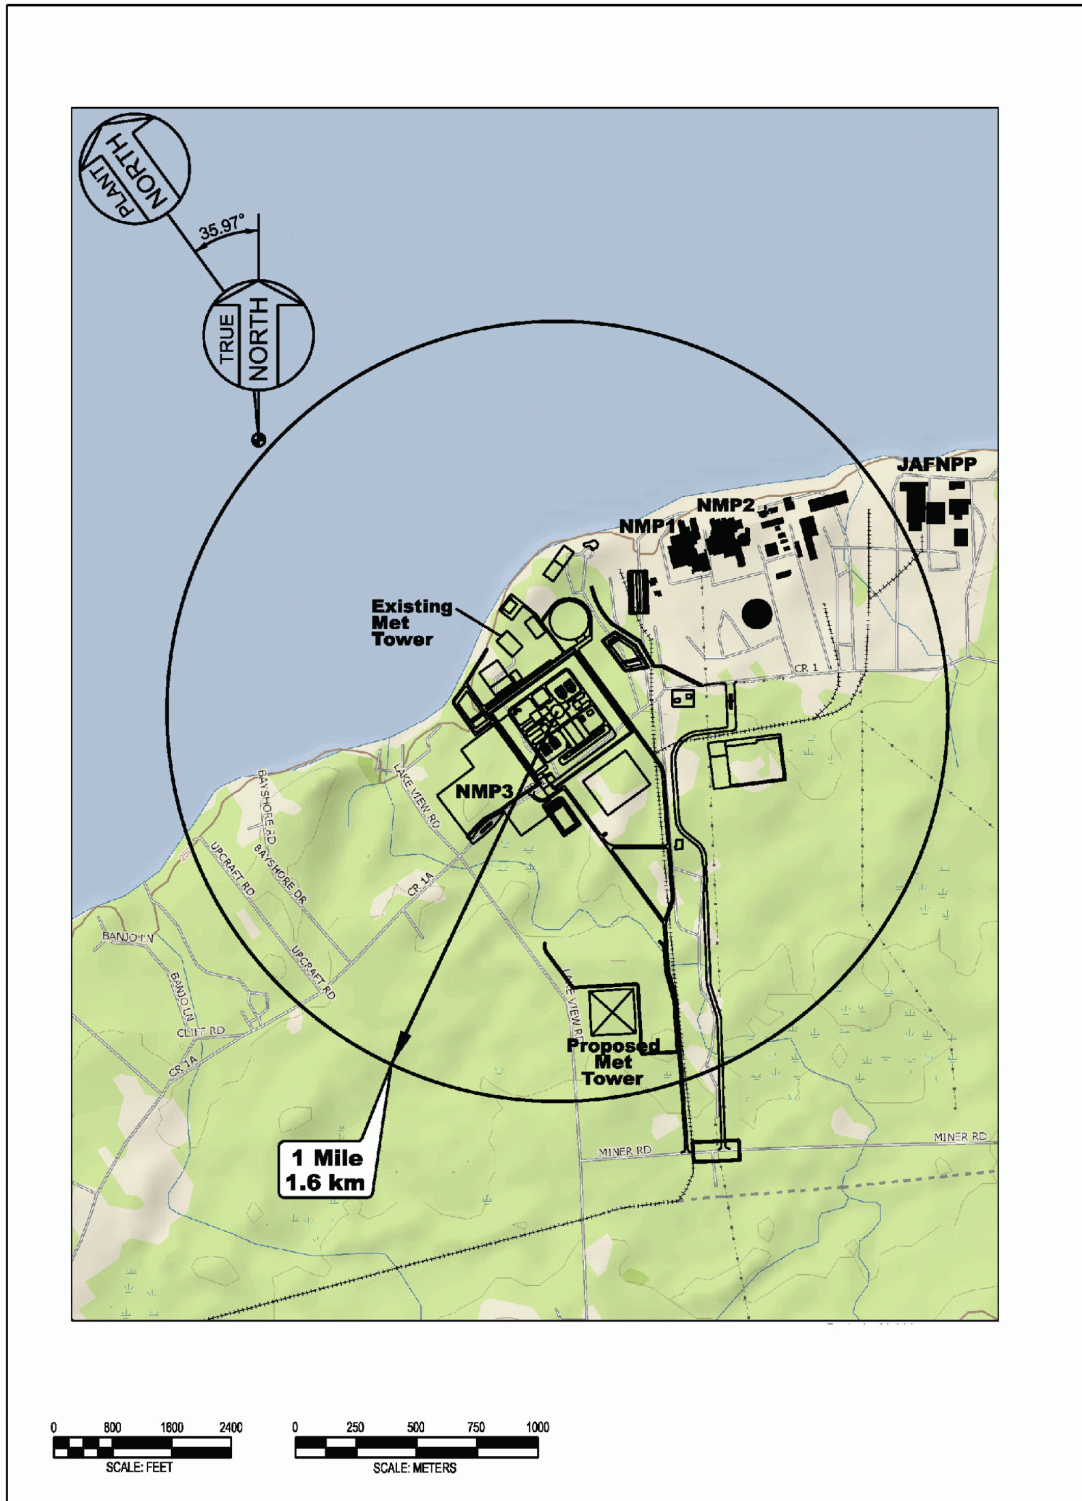 PLANT
NORTH
35.97°
TRUE
NORTH
JAFNPP
NMP2
NMP1
Existing
Met
Tower
CR 1
NMP3
LAKE VIEW RD
BAYSHORE RD
BAYSHORE DR
UPCRAFT RD
CR 1A
UPCRAFT RD
BANJO LN
BANJO LN
CLIFF RD
CR 1A
LAKE VIEW RD
Proposed
Met
Tower
1 Mile
1.6 km
MINER RD
MINER RD
0 800 1600 2400
SCALE: FEET
0 250 500 750 1000
SCALE: METERS